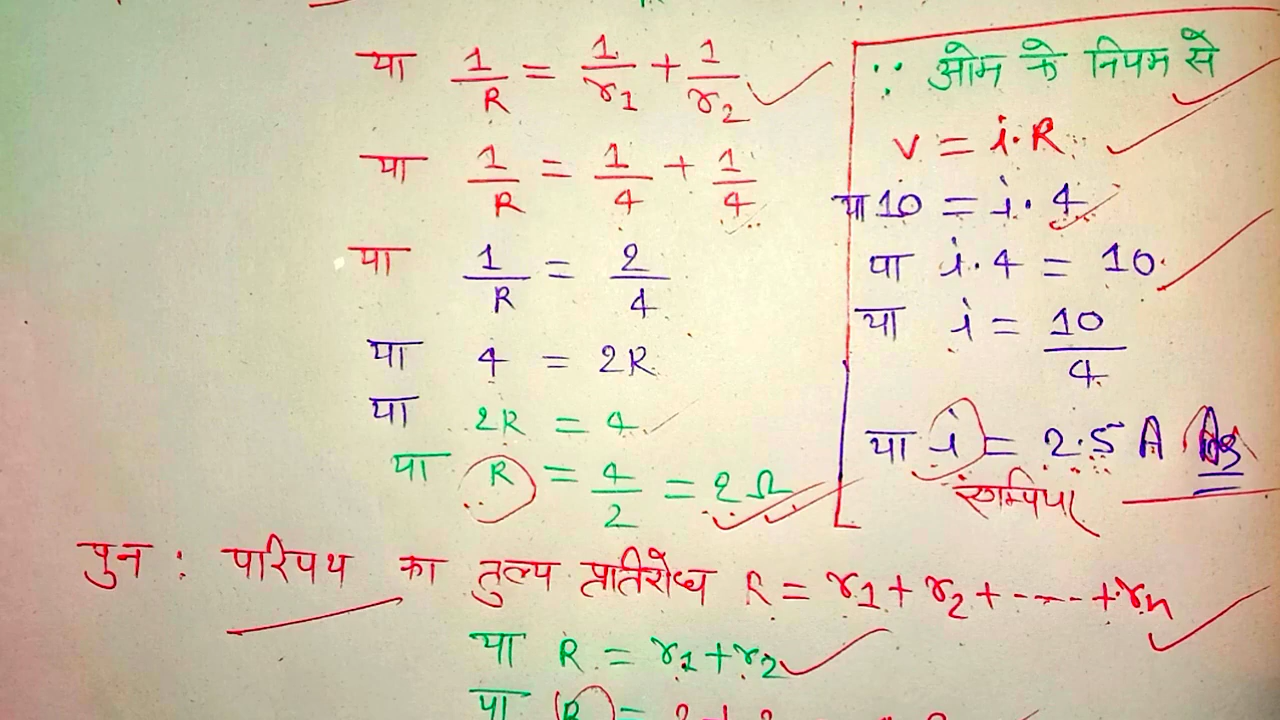 या 1/R = 1/r1 + 1/r2
या 1/R = 1/4 + 1/4
या 1/R = 2/4
या 4 = 2R
या 2R = 4
या R = 4/2 = 2Ω
∵ ओम के नियम से
v = i.R
या 10 = i.4
या i.4 = 10
या i = 10/4
या i = 2.5 A
पुन: परिपथ का तुल्य प्रतिरोध R = r1 + r2 + ---- + rn
या R = r1 + r2
या R =